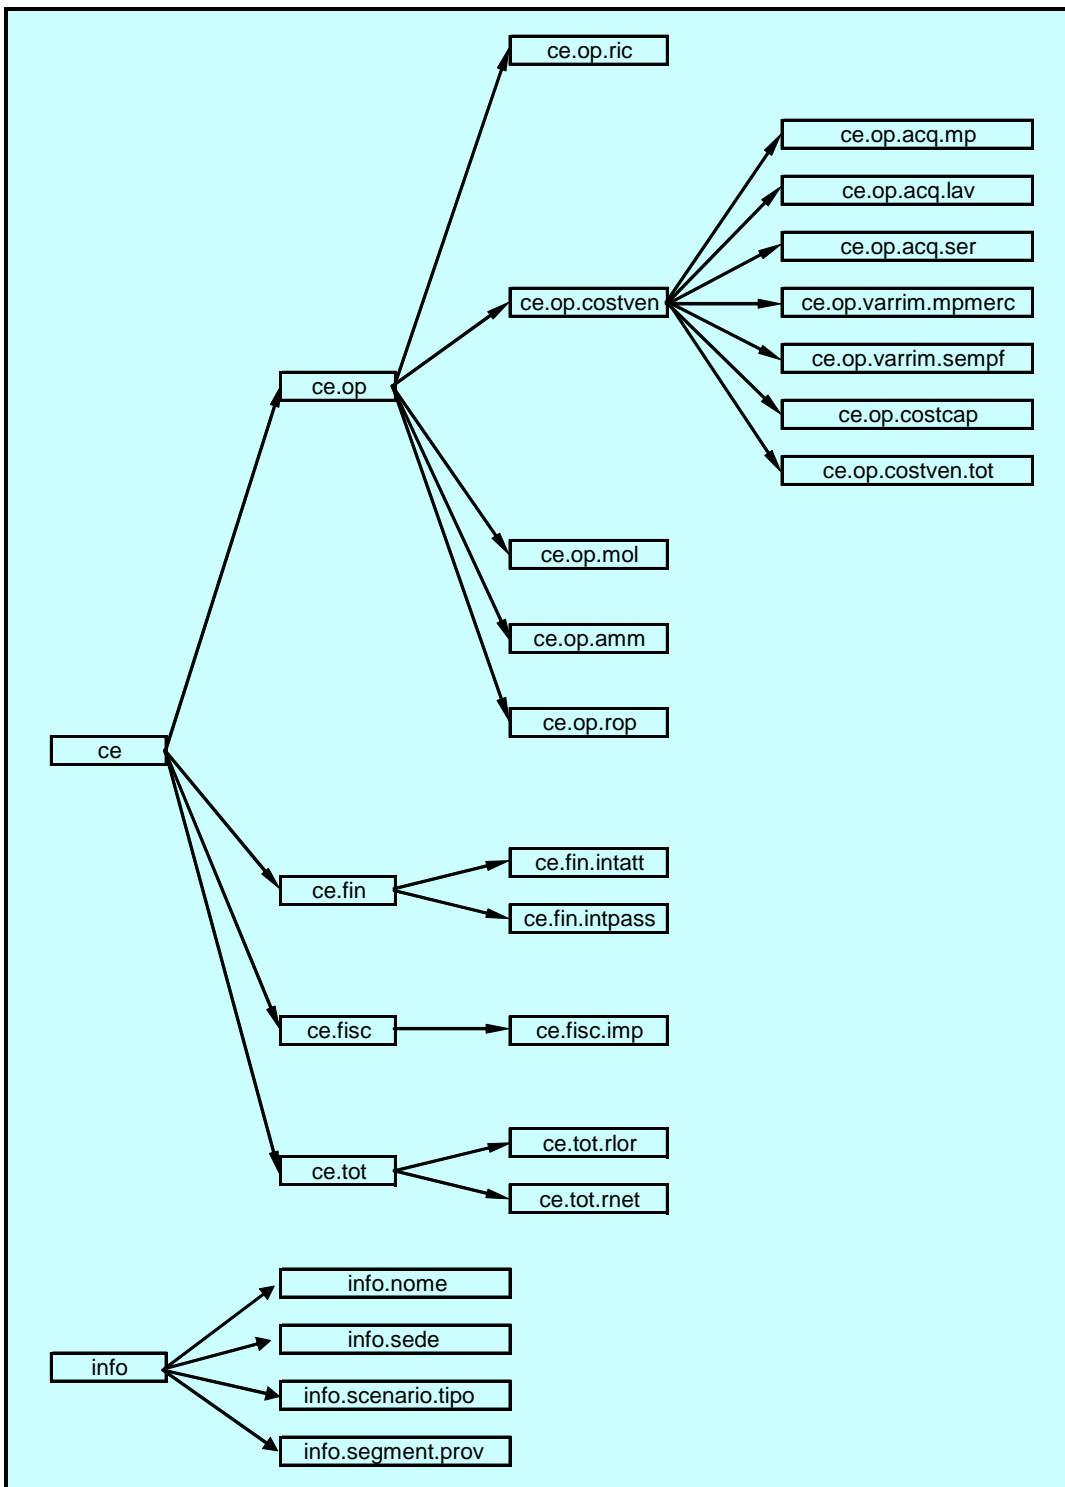 ce.op.ric
ce.op.acq.mp
ce.op.acq.lav
ce.op.acq.ser
ce.op.costven
ce.op.varrim.mpmerc
ce.op.varrim.sempf
ce.op
ce.op.costcap
ce.op.costven.tot
ce.op.mol
ce.op.amm
ce.op.rop
ce
ce.fin.intatt
ce.fin
ce.fin.intpass
ce.fisc
ce.fisc.imp
ce.tot.rlor
ce.tot
ce.tot.rnet
info.nome
info.sede
info
info.scenario.tipo
info.segment.prov